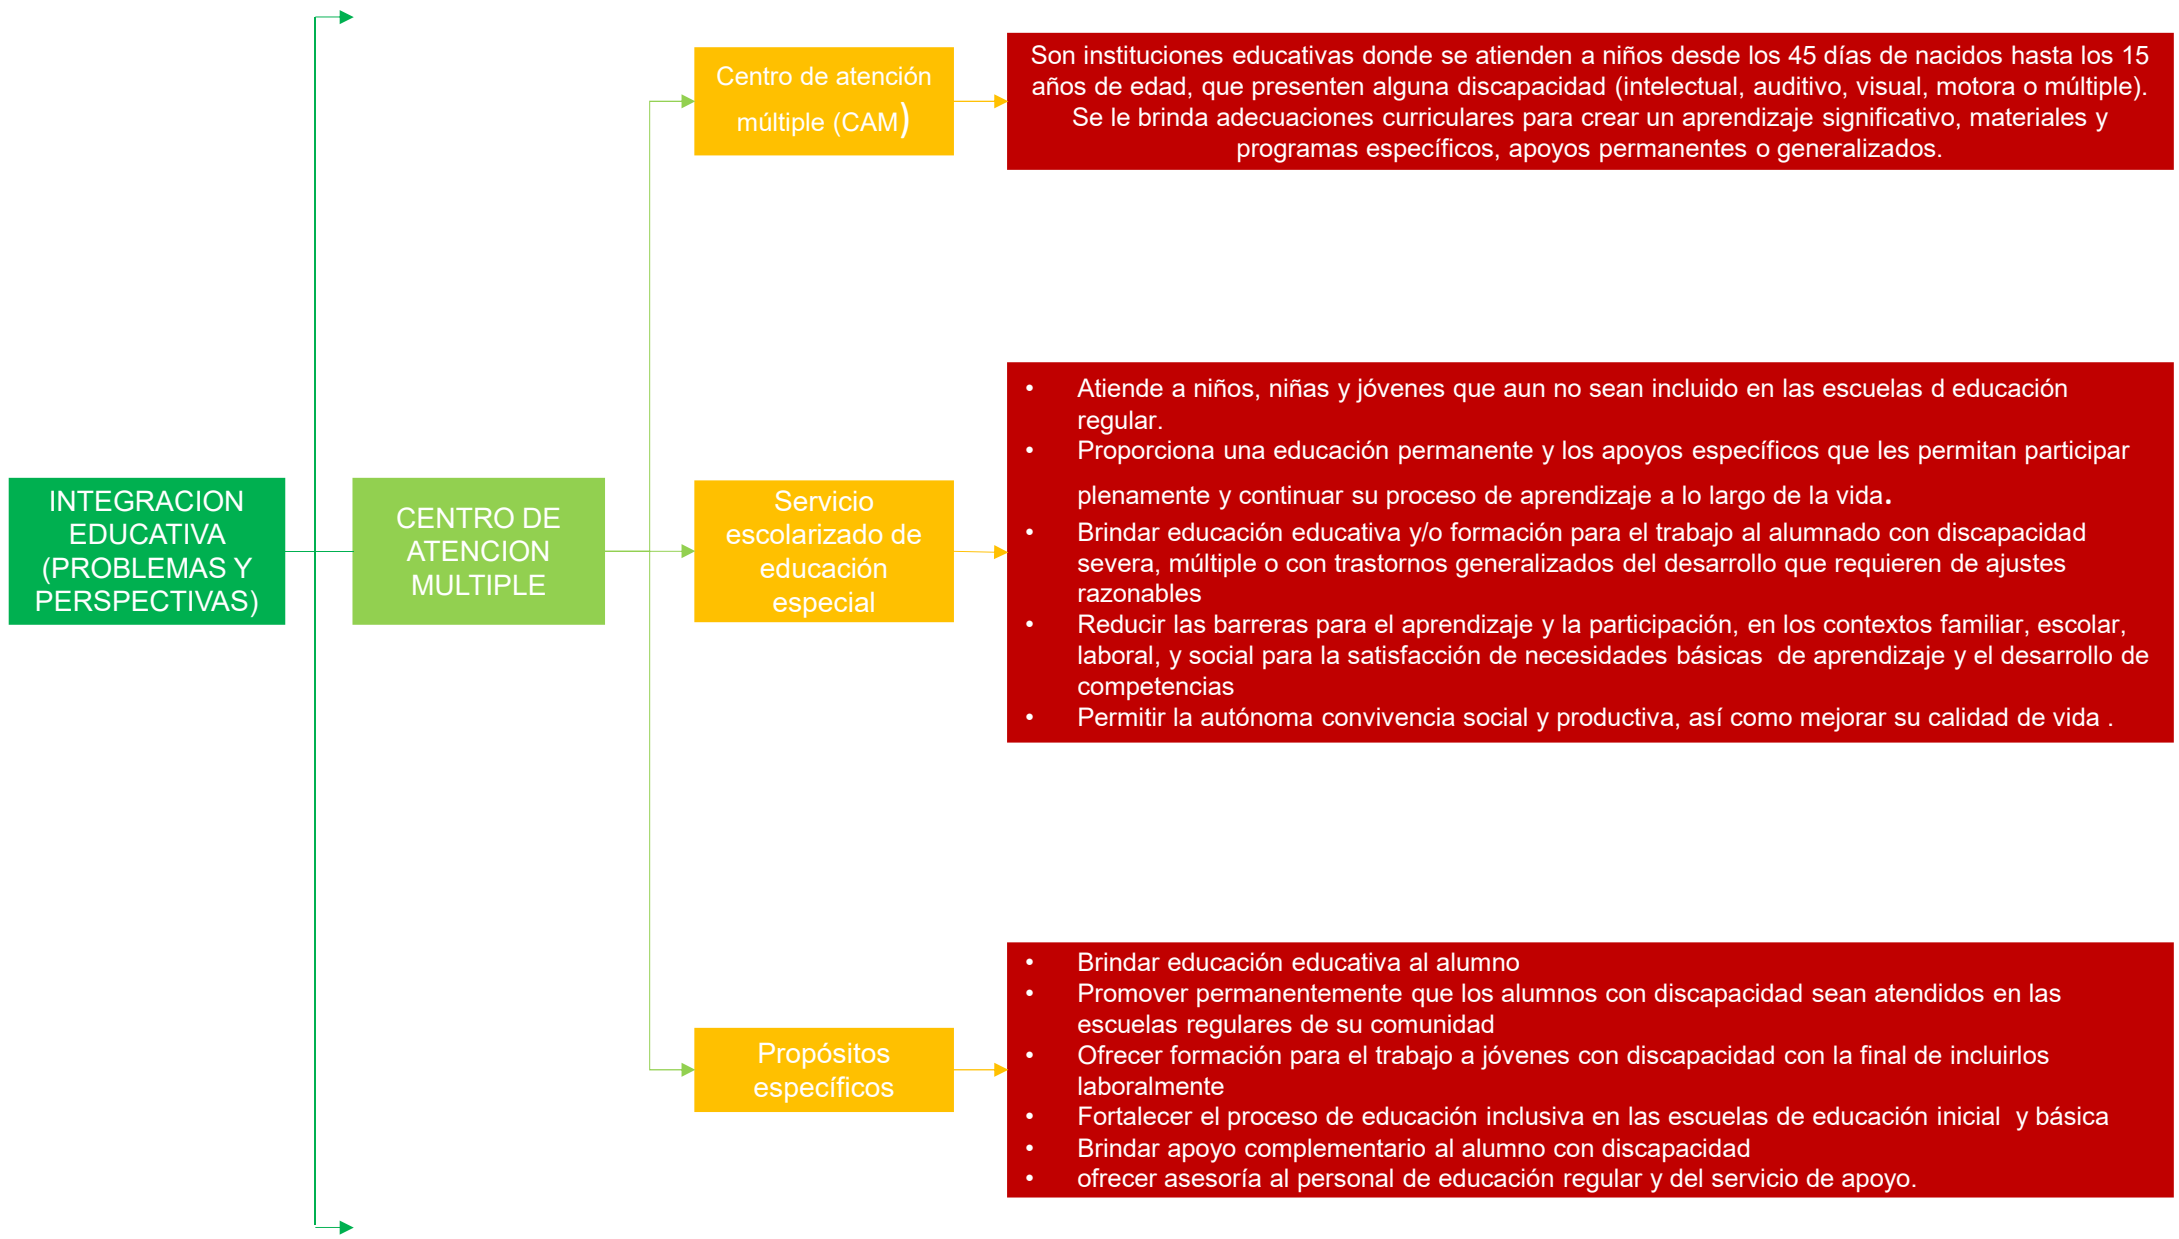 INTEGRACION
EDUCATIVA
(PROBLEMAS Y
PERSPECTIVAS)
CENTRO DE
ATENCION
MULTIPLE
Centro de atención
múltiple (CAM)
Son instituciones educativas donde se atienden a niños desde los 45 días de nacidos hasta los 15
años de edad, que presenten alguna discapacidad (intelectual, auditivo, visual, motora o múltiple).
Se le brinda adecuaciones curriculares para crear un aprendizaje significativo, materiales y
programas específicos, apoyos permanentes o generalizados.
Servicio
escolarizado de
educación
especial
• Atiende a niños, niñas y jóvenes que aun no sean incluido en las escuelas d educación
regular.
• Proporciona una educación permanente y los apoyos específicos que les permitan participar
plenamente y continuar su proceso de aprendizaje a lo largo de la vida.
• Brindar educación educativa y/o formación para el trabajo al alumnado con discapacidad
severa, múltiple o con trastornos generalizados del desarrollo que requieren de ajustes
razonables
• Reducir las barreras para el aprendizaje y la participación, en los contextos familiar, escolar,
laboral, y social para la satisfacción de necesidades básicas  de aprendizaje y el desarrollo de
competencias
• Permitir la autónoma convivencia social y productiva, así como mejorar su calidad de vida .
Propósitos
específicos
• Brindar educación educativa al alumno
• Promover permanentemente que los alumnos con discapacidad sean atendidos en las
escuelas regulares de su comunidad
• Ofrecer formación para el trabajo a jóvenes con discapacidad con la final de incluirlos
laboralmente
• Fortalecer el proceso de educación inclusiva en las escuelas de educación inicial  y básica
• Brindar apoyo complementario al alumno con discapacidad
• ofrecer asesoría al personal de educación regular y del servicio de apoyo.